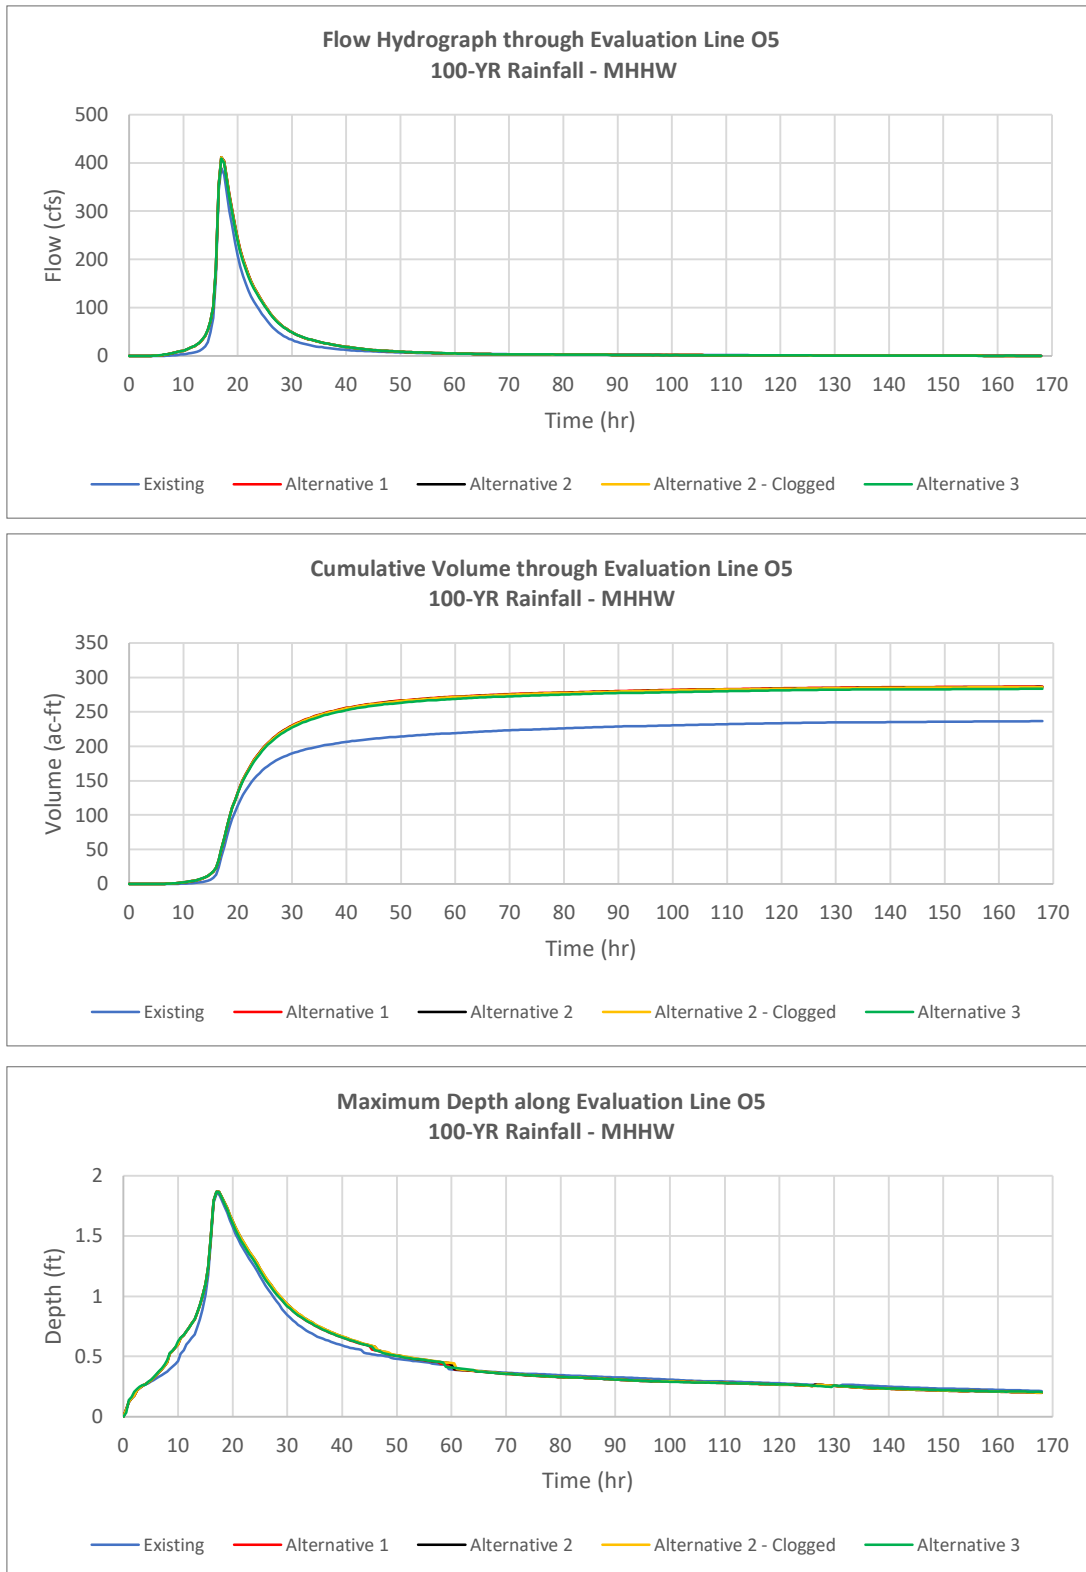 Flow Hydrograph through Evaluation Line O5
100-YR Rainfall - MHHW
500
400
300
200
100
0
Flow (cfs)
0 10 20 30 40 50 60 70 80 90 100 110 120 130 140 150 160 170
Time (hr)
Existing Alternative 1 Alternative 2 Alternative 2 - Clogged Alternative 3
Cumulative Volume through Evaluation Line O5
100-YR Rainfall - MHHW
350
300
250
200
150
100
50
0
Volume (ac-ft)
0 10 20 30 40 50 60 70 80 90 100 110 120 130 140 150 160 170
Time (hr)
Existing Alternative 1 Alternative 2 Alternative 2 - Clogged Alternative 3
Maximum Depth along Evaluation Line O5
100-YR Rainfall - MHHW
2
1.5
1
0.5
0
Depth (ft)
0 10 20 30 40 50 60 70 80 90 100 110 120 130 140 150 160 170
Time (hr)
Existing Alternative 1 Alternative 2 Alternative 2 - Clogged Alternative 3